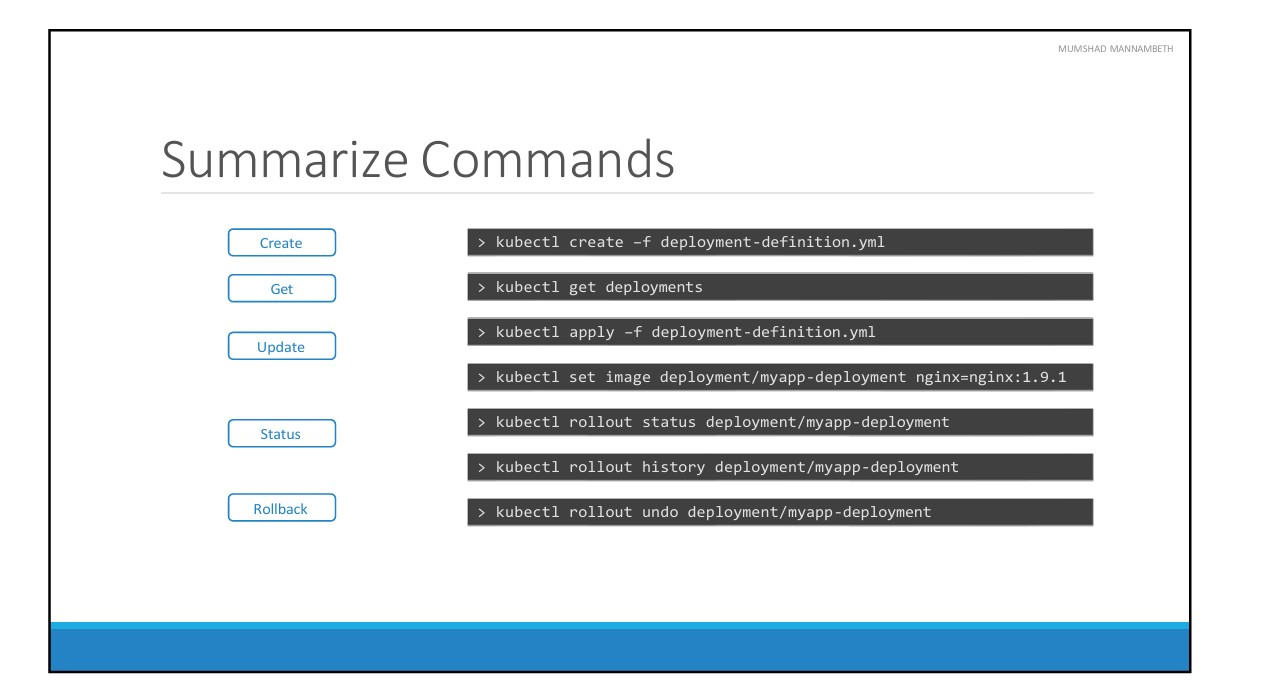 MUMSHAD MANNAMBETH
Summarize Commands
Create
> kubectl create –f deployment-definition.yml
Get
> kubectl get deployments
Update
> kubectl apply –f deployment-definition.yml
> kubectl set image deployment/myapp-deployment nginx=nginx:1.9.1
Status
> kubectl rollout status deployment/myapp-deployment
> kubectl rollout history deployment/myapp-deployment
Rollback
> kubectl rollout undo deployment/myapp-deployment